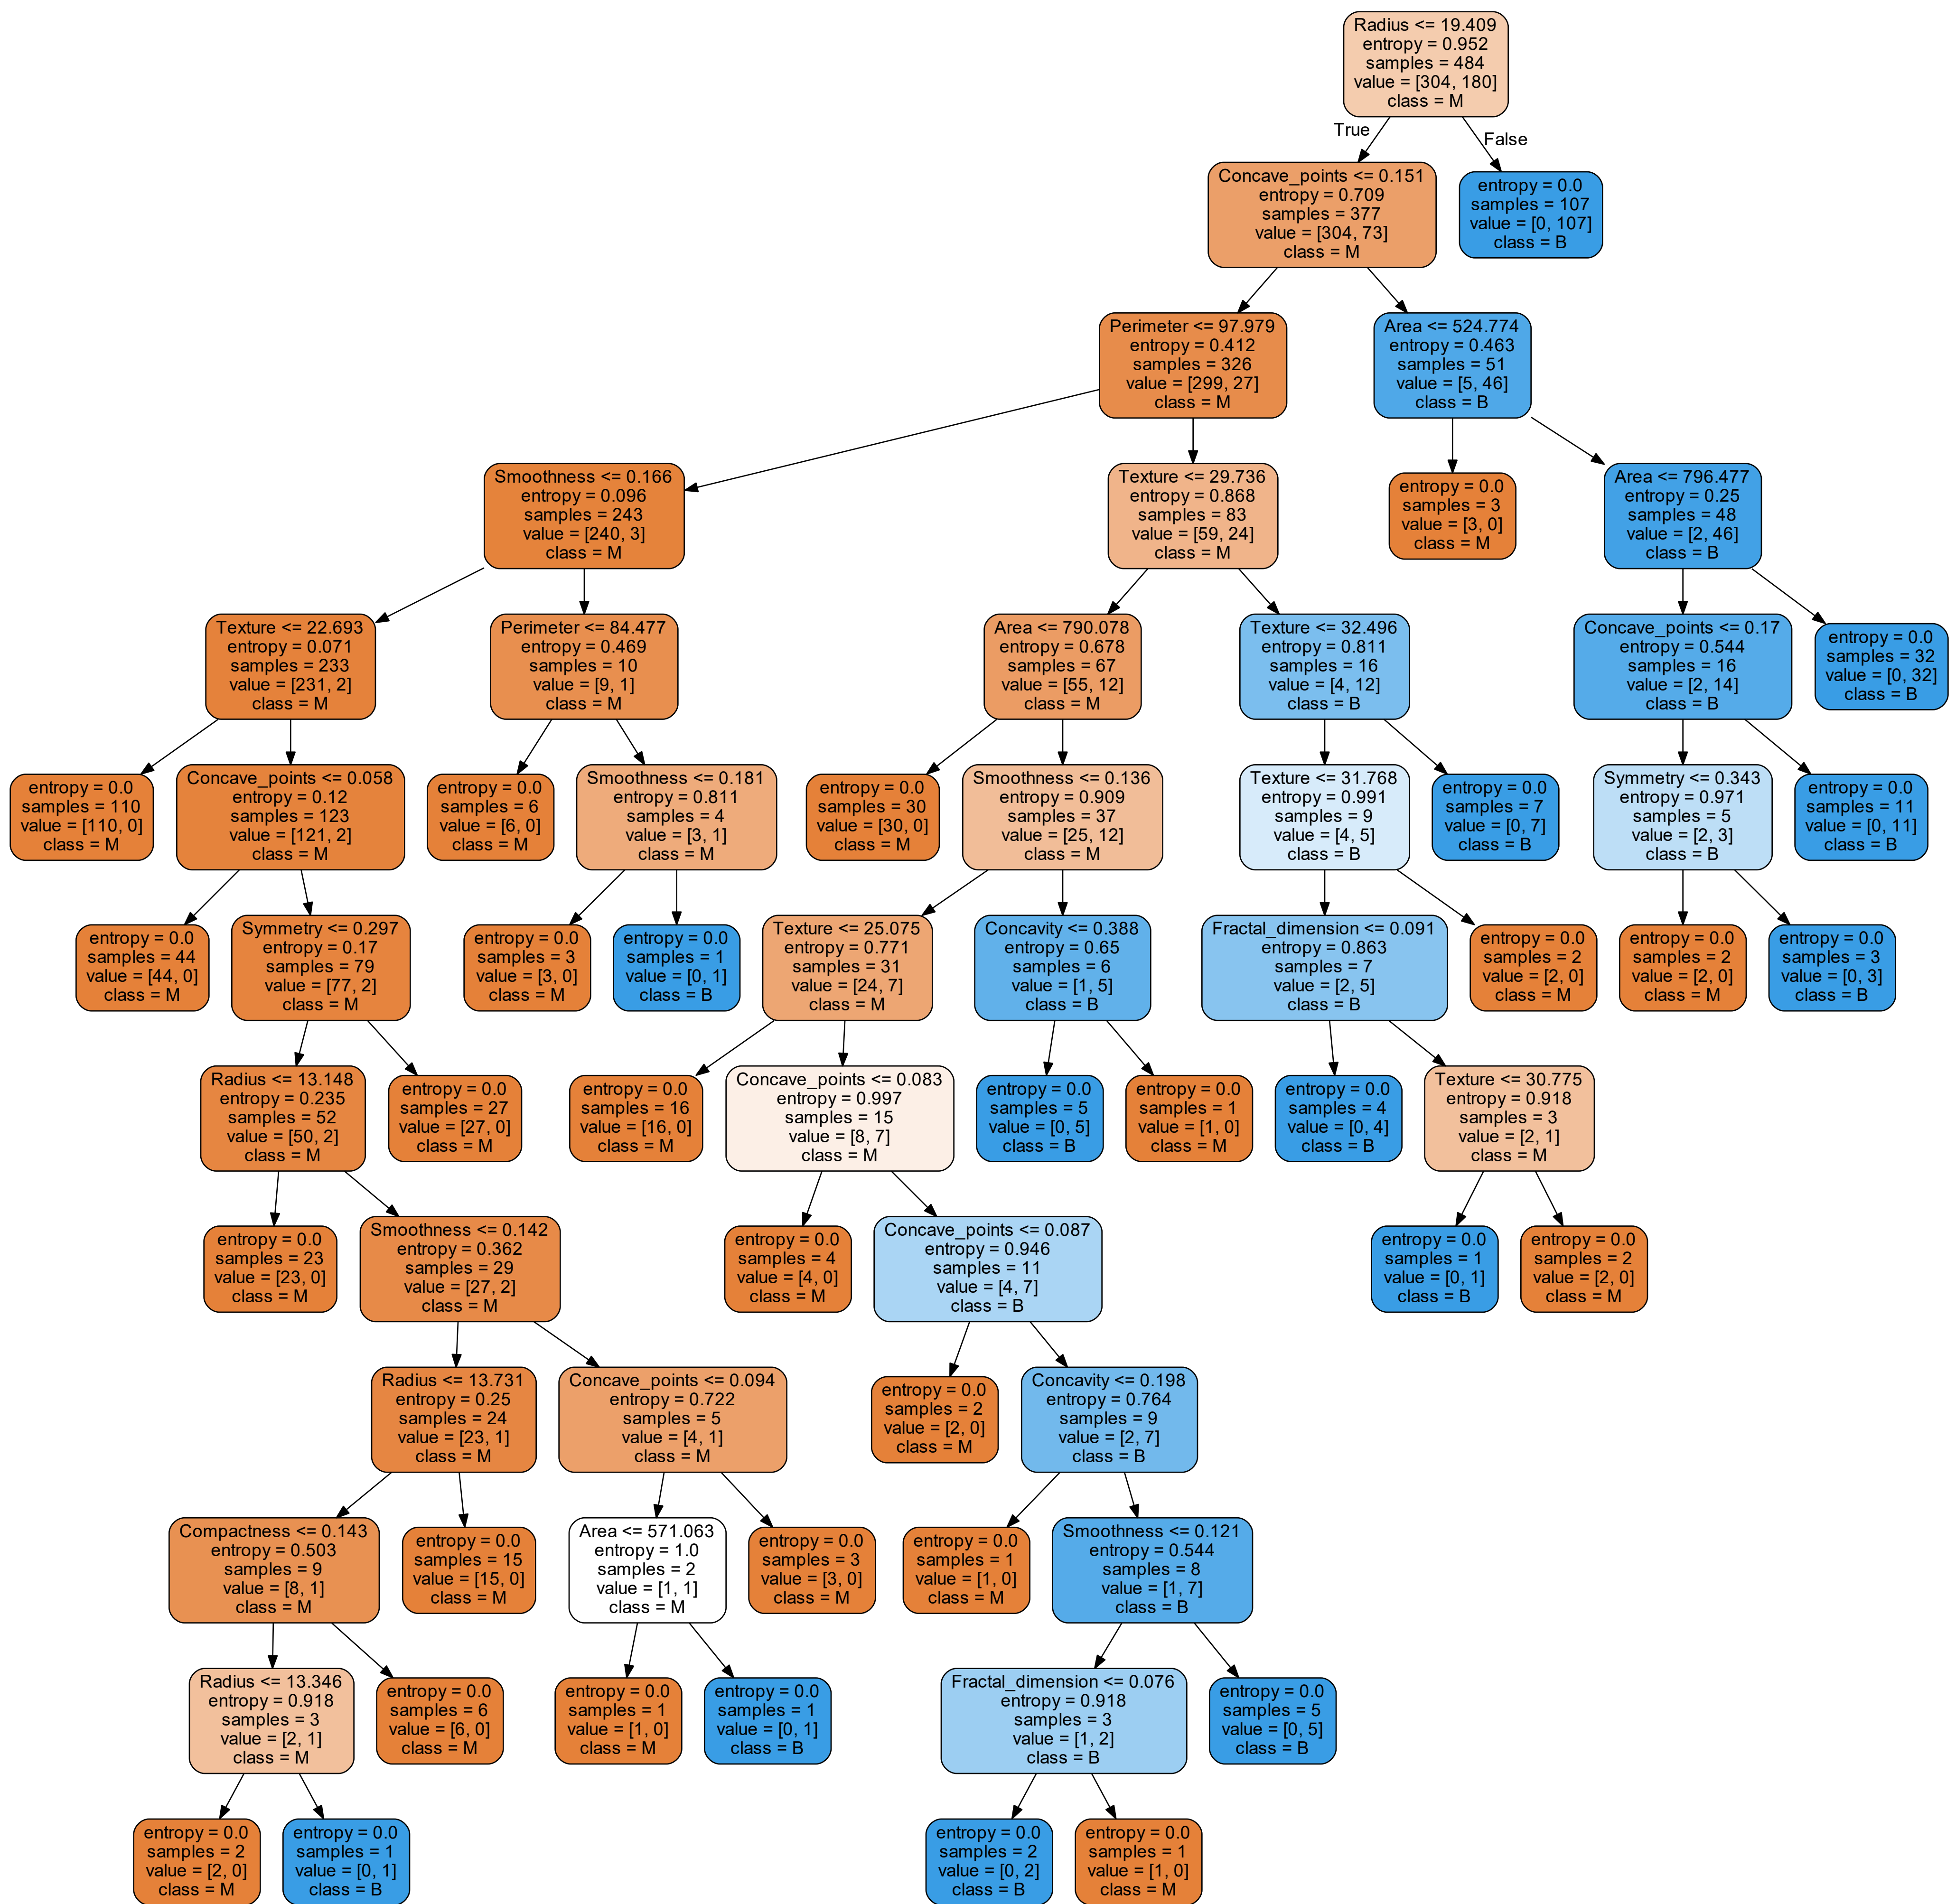 Radius <= 19.409
entropy = 0.952
samples = 484
value = [304, 180]
class = M
True
False
Concave_points <= 0.151
entropy = 0.709
samples = 377
value = [304, 73]
class = M
entropy = 0.0
samples = 107
value = [0, 107]
class = B
Perimeter <= 97.979
entropy = 0.412
samples = 326
value = [299, 27]
class = M
Area <= 524.774
entropy = 0.463
samples = 51
value = [5, 46]
class = B
Smoothness <= 0.166
entropy = 0.096
samples = 243
value = [240, 3]
class = M
Texture <= 29.736
entropy = 0.868
samples = 83
value = [59, 24]
class = M
entropy = 0.0
samples = 3
value = [3, 0]
class = M
Area <= 796.477
entropy = 0.25
samples = 48
value = [2, 46]
class = B
Texture <= 22.693
entropy = 0.071
samples = 233
value = [231, 2]
class = M
Perimeter <= 84.477
entropy = 0.469
samples = 10
value = [9, 1]
class = M
Area <= 790.078
entropy = 0.678
samples = 67
value = [55, 12]
class = M
Texture <= 32.496
entropy = 0.811
samples = 16
value = [4, 12]
class = B
Concave_points <= 0.17
entropy = 0.544
samples = 16
value = [2, 14]
class = B
entropy = 0.0
samples = 32
value = [0, 32]
class = B
entropy = 0.0
samples = 110
value = [110, 0]
class = M
Concave_points <= 0.058
entropy = 0.12
samples = 123
value = [121, 2]
class = M
entropy = 0.0
samples = 6
value = [6, 0]
class = M
Smoothness <= 0.181
entropy = 0.811
samples = 4
value = [3, 1]
class = M
entropy = 0.0
samples = 30
value = [30, 0]
class = M
Smoothness <= 0.136
entropy = 0.909
samples = 37
value = [25, 12]
class = M
Texture <= 31.768
entropy = 0.991
samples = 9
value = [4, 5]
class = B
entropy = 0.0
samples = 7
value = [0, 7]
class = B
Symmetry <= 0.343
entropy = 0.971
samples = 5
value = [2, 3]
class = B
entropy = 0.0
samples = 11
value = [0, 11]
class = B
entropy = 0.0
samples = 44
value = [44, 0]
class = M
Symmetry <= 0.297
entropy = 0.17
samples = 79
value = [77, 2]
class = M
entropy = 0.0
samples = 3
value = [3, 0]
class = M
entropy = 0.0
samples = 1
value = [0, 1]
class = B
Texture <= 25.075
entropy = 0.771
samples = 31
value = [24, 7]
class = M
Concavity <= 0.388
entropy = 0.65
samples = 6
value = [1, 5]
class = B
Fractal_dimension <= 0.091
entropy = 0.863
samples = 7
value = [2, 5]
class = B
entropy = 0.0
samples = 2
value = [2, 0]
class = M
entropy = 0.0
samples = 2
value = [2, 0]
class = M
entropy = 0.0
samples = 3
value = [0, 3]
class = B
Radius <= 13.148
entropy = 0.235
samples = 52
value = [50, 2]
class = M
entropy = 0.0
samples = 27
value = [27, 0]
class = M
entropy = 0.0
samples = 16
value = [16, 0]
class = M
Concave_points <= 0.083
entropy = 0.997
samples = 15
value = [8, 7]
class = M
entropy = 0.0
samples = 5
value = [0, 5]
class = B
entropy = 0.0
samples = 1
value = [1, 0]
class = M
entropy = 0.0
samples = 4
value = [0, 4]
class = B
Texture <= 30.775
entropy = 0.918
samples = 3
value = [2, 1]
class = M
entropy = 0.0
samples = 23
value = [23, 0]
class = M
Smoothness <= 0.142
entropy = 0.362
samples = 29
value = [27, 2]
class = M
entropy = 0.0
samples = 4
value = [4, 0]
class = M
Concave_points <= 0.087
entropy = 0.946
samples = 11
value = [4, 7]
class = B
entropy = 0.0
samples = 1
value = [0, 1]
class = B
entropy = 0.0
samples = 2
value = [2, 0]
class = M
Radius <= 13.731
entropy = 0.25
samples = 24
value = [23, 1]
class = M
Concave_points <= 0.094
entropy = 0.722
samples = 5
value = [4, 1]
class = M
entropy = 0.0
samples = 2
value = [2, 0]
class = M
Concavity <= 0.198
entropy = 0.764
samples = 9
value = [2, 7]
class = B
Compactness <= 0.143
entropy = 0.503
samples = 9
value = [8, 1]
class = M
entropy = 0.0
samples = 15
value = [15, 0]
class = M
Area <= 571.063
entropy = 1.0
samples = 2
value = [1, 1]
class = M
entropy = 0.0
samples = 3
value = [3, 0]
class = M
entropy = 0.0
samples = 1
value = [1, 0]
class = M
Smoothness <= 0.121
entropy = 0.544
samples = 8
value = [1, 7]
class = B
Radius <= 13.346
entropy = 0.918
samples = 3
value = [2, 1]
class = M
entropy = 0.0
samples = 6
value = [6, 0]
class = M
entropy = 0.0
samples = 1
value = [1, 0]
class = M
entropy = 0.0
samples = 1
value = [0, 1]
class = B
Fractal_dimension <= 0.076
entropy = 0.918
samples = 3
value = [1, 2]
class = B
entropy = 0.0
samples = 5
value = [0, 5]
class = B
entropy = 0.0
samples = 2
value = [2, 0]
class = M
entropy = 0.0
samples = 1
value = [0, 1]
class = B
entropy = 0.0
samples = 2
value = [0, 2]
class = B
entropy = 0.0
samples = 1
value = [1, 0]
class = M